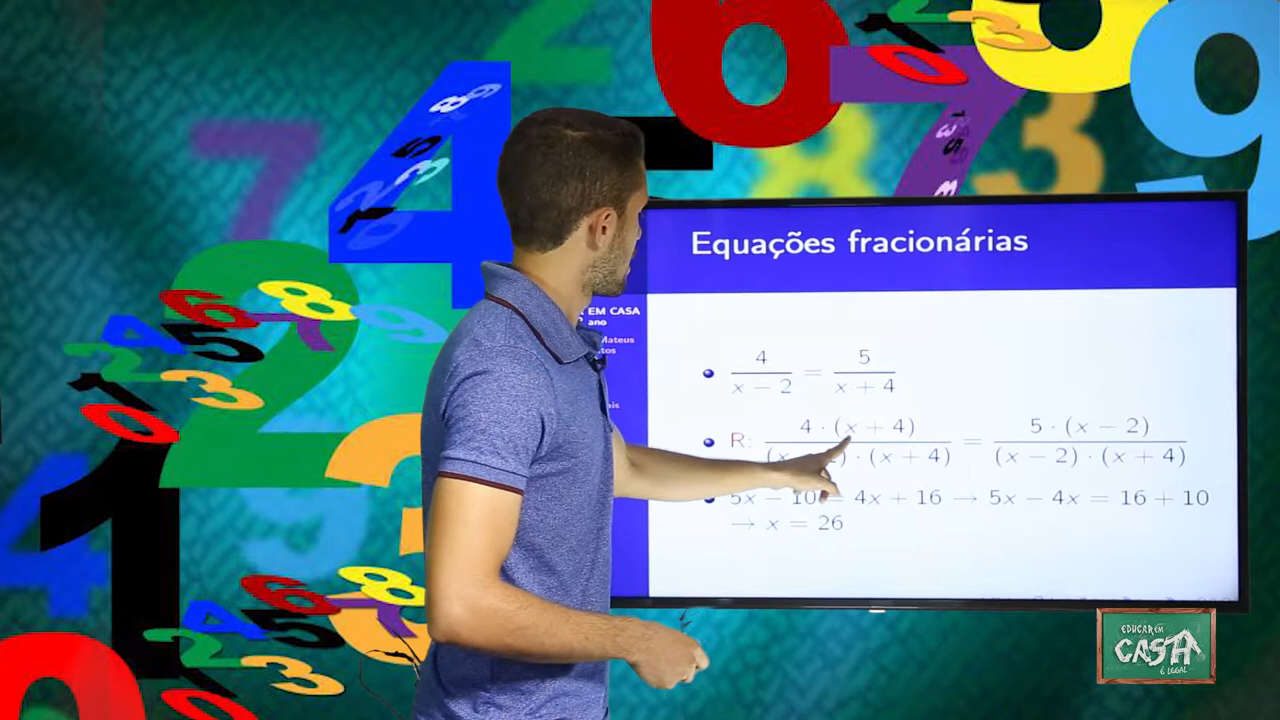 Equações fracionárias
EM CASA
ano
Mateus
4 / (x − 2) = 5 / (x + 4)
R: 4 · (x + 4) / · (x + 4) = 5 · (x − 2) / (x − 2) · (x + 4)
5x − 10 = 4x + 16 → 5x − 4x = 16 + 10
→ x = 26
EDUCAR EM
CASA
É LEGAL